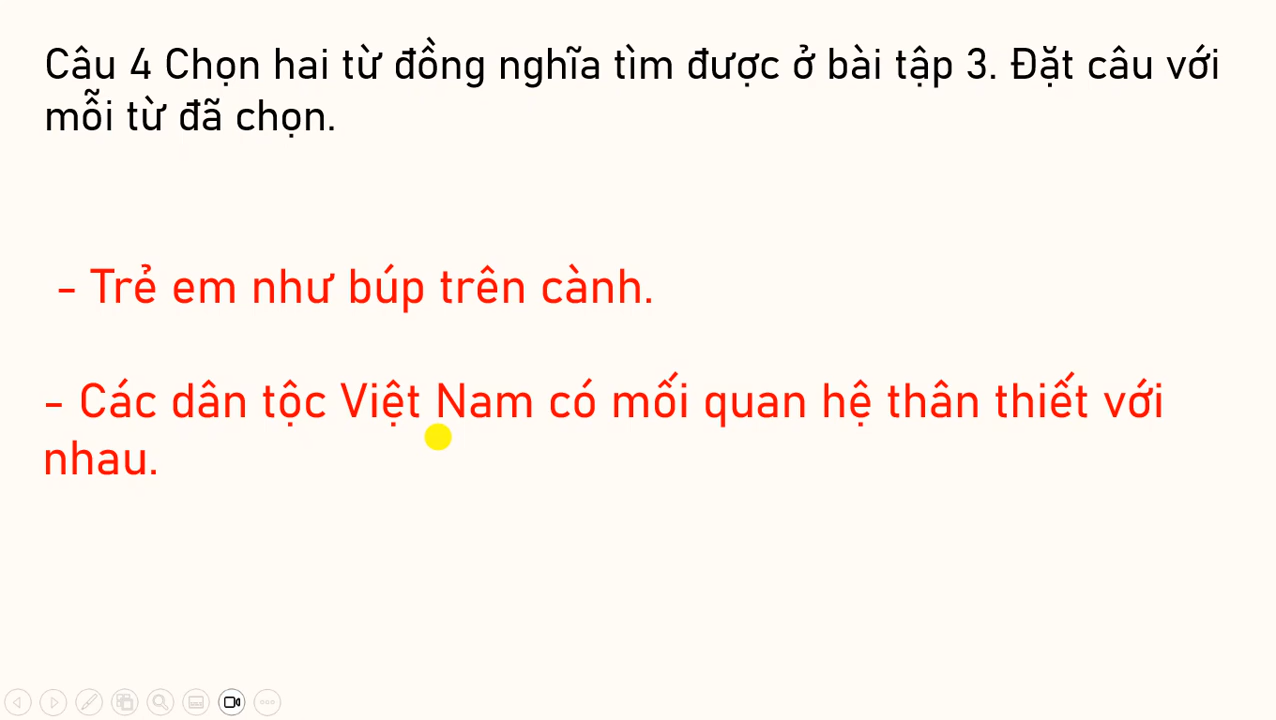 Câu 4 Chọn hai từ đồng nghĩa tìm được ở bài tập 3. Đặt câu với
mỗi từ đã chọn.
- Trẻ em như búp trên cành.
- Các dân tộc Việt Nam có mối quan hệ thân thiết với
nhau.